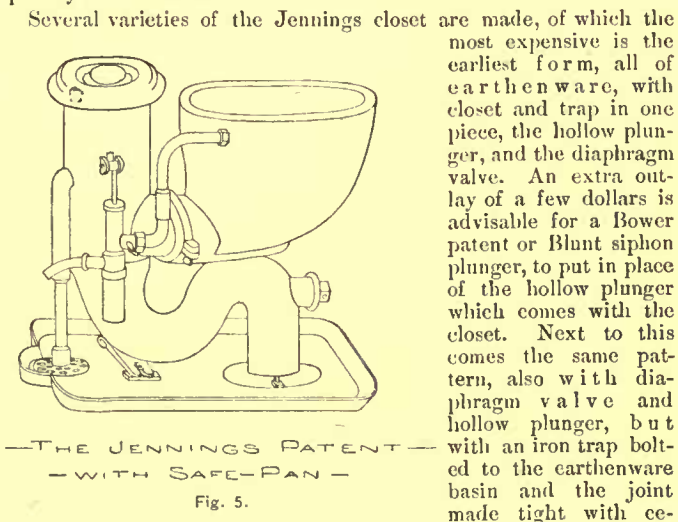 Several varieties of the Jennings closet are made, of which the
most expensive is the
earliest form, all of
earthenware, with
closet and trap in one
piece, the hollow plun-
ger, and the diaphragm
valve. An extra out-
lay of a few dollars is
advisable for a Bower
patent or Blunt siphon
plunger, to put in place
of the hollow plunger
which comes with the
closet. Next to this
comes the same pat-
tern, also with dia-
phragm valve and
hollow plunger, but
with an iron trap bolt-
ed to the earthenware
basin and the joint
made tight with ce-
—THE JENNINGS PATENT—
—WITH SAFE-PAN—
Fig. 5.